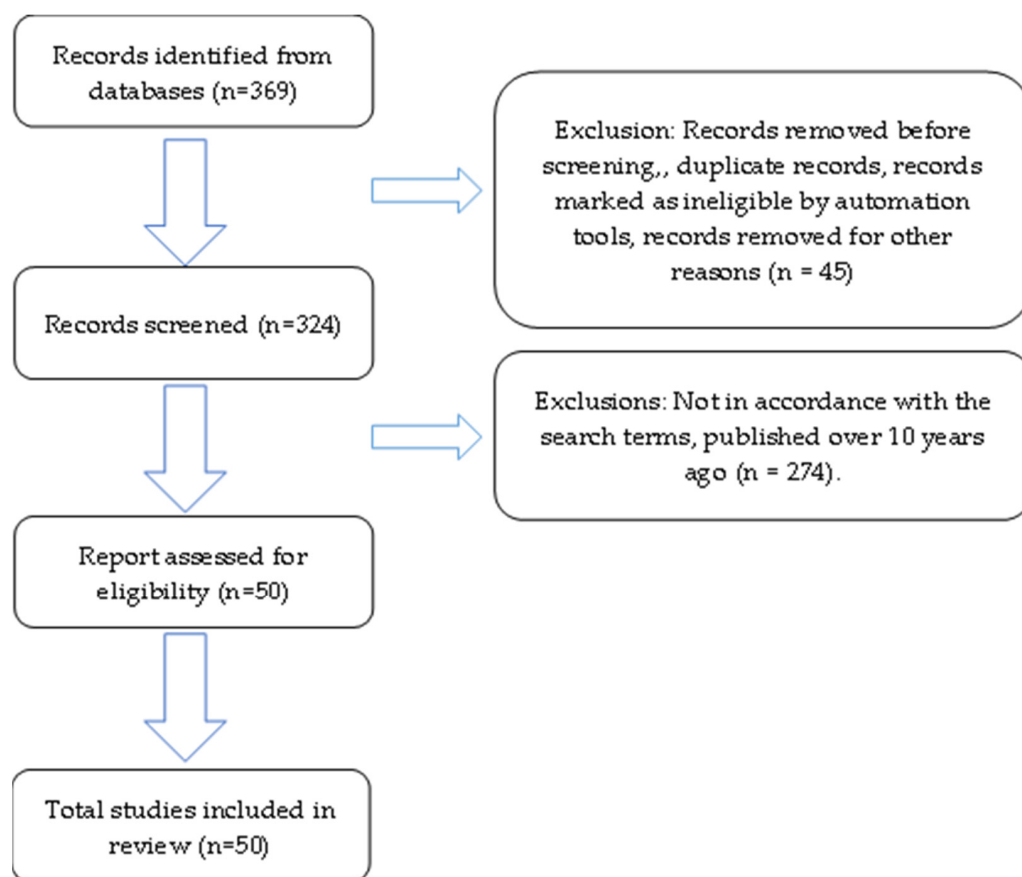 Records identified from
databases (n=369)
Exclusion: Records removed before
screening,, duplicate records, records
marked as ineligible by automation
tools, records removed for other
reasons (n = 45)
Records screened (n=324)
Exclusions: Not in accordance with the
search terms, published over 10 years
ago (n = 274).
Report assessed for
eligibility (n=50)
Total studies included in
review (n=50)